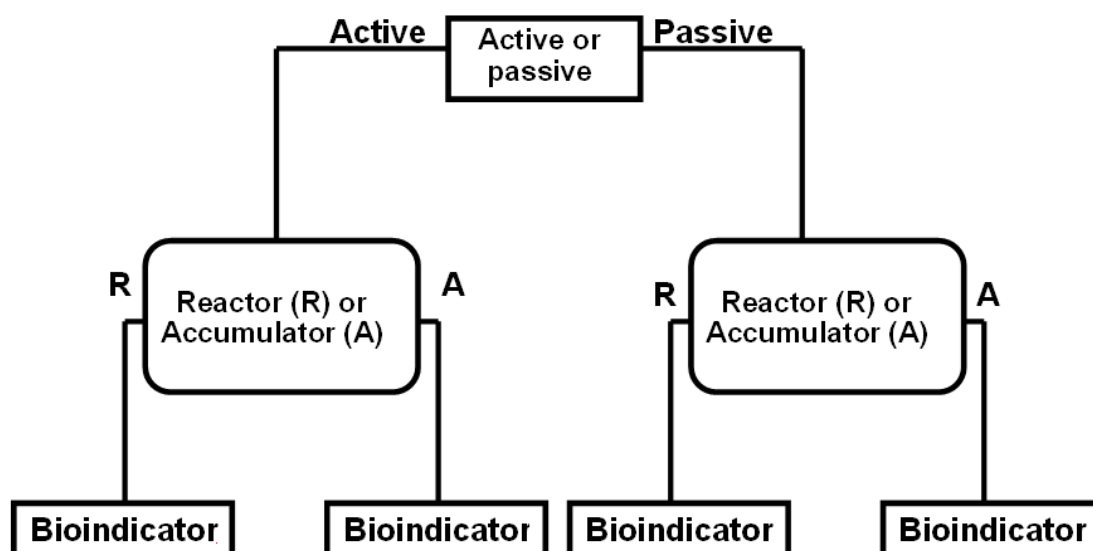 Active
Active or
passive
Passive
R
Reactor (R) or
Accumulator (A)
A
R
Reactor (R) or
Accumulator (A)
A
Bioindicator
Bioindicator
Bioindicator
Bioindicator